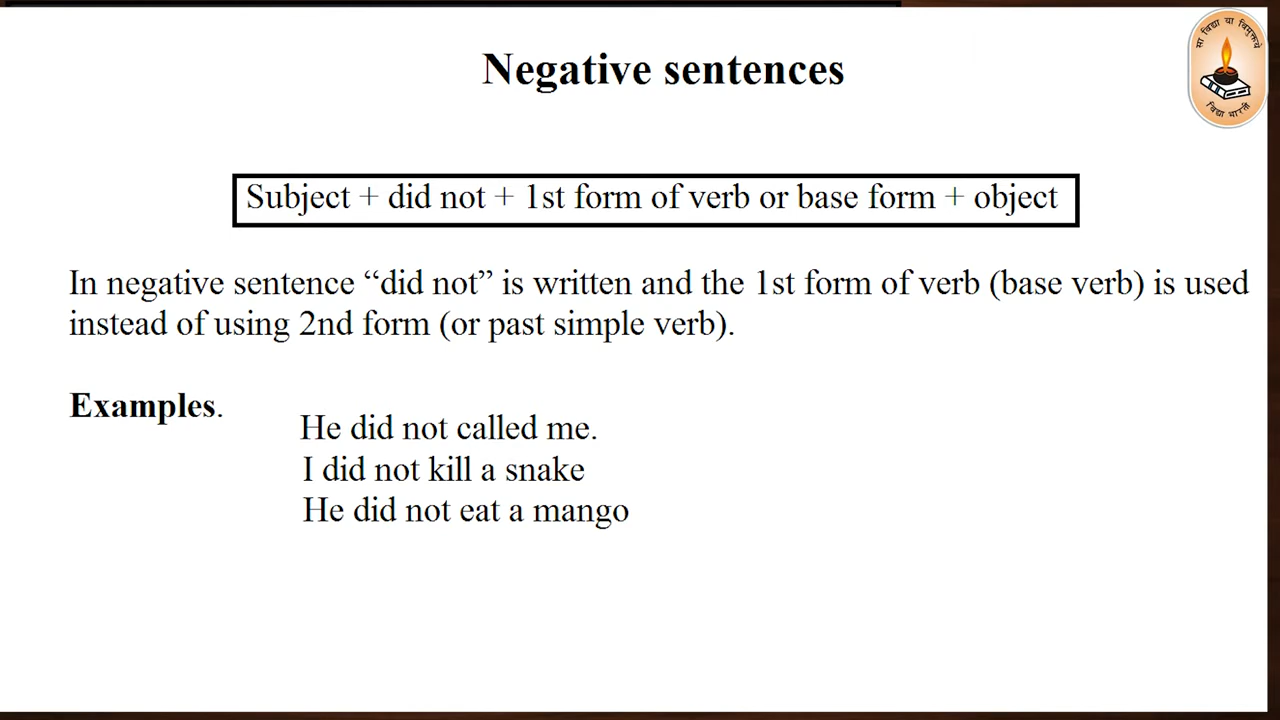 Negative sentences
सा विद्या या विमुक्तये
विद्या भारती
Subject + did not + 1st form of verb or base form + object
In negative sentence “did not” is written and the 1st form of verb (base verb) is used
instead of using 2nd form (or past simple verb).
Examples.
He did not called me.
I did not kill a snake
He did not eat a mango